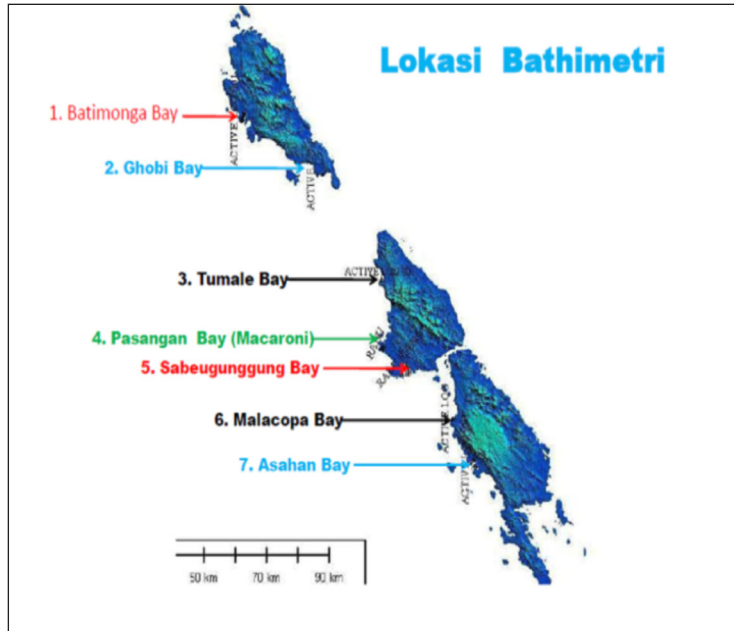 Lokasi Bathimetri
1. Batimonga Bay
ACTIVE
2. Ghobi Bay
ACTIVE
3. Tumale Bay
ACTIVE
4. Pasangan Bay (Macaroni)
5. Sabeugunggung Bay
6. Malacopa Bay
ACTIVE LOG
7. Asahan Bay
50 km
70 km
90 km